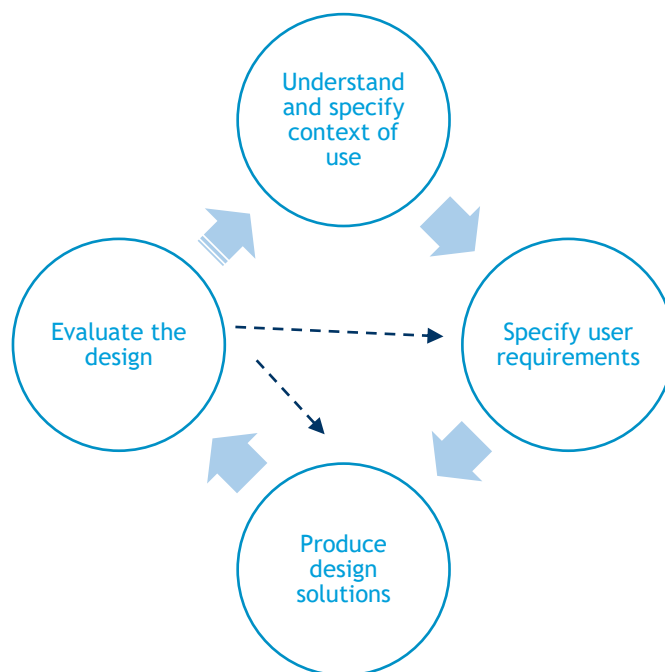 Understand
and specify
context of
use
Evaluate the
design
Specify user
requirements
Produce
design
solutions